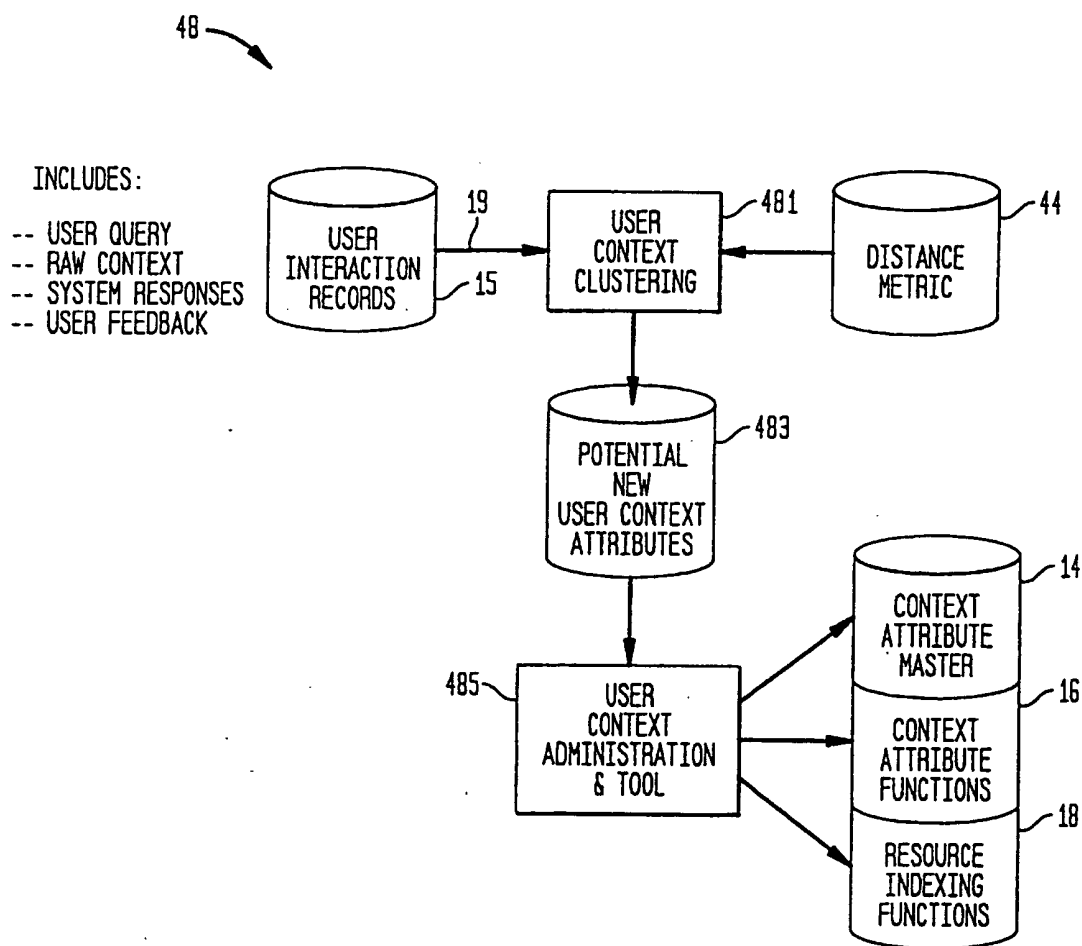 48
INCLUDES:
-- USER QUERY
-- RAW CONTEXT
-- SYSTEM RESPONSES
-- USER FEEDBACK
USER
INTERACTION
RECORDS
15
19
USER
CONTEXT
CLUSTERING
481
DISTANCE
METRIC
44
POTENTIAL
NEW
USER CONTEXT
ATTRIBUTES
483
485
USER
CONTEXT
ADMINISTRATION
& TOOL
CONTEXT
ATTRIBUTE
MASTER
14
CONTEXT
ATTRIBUTE
FUNCTIONS
16
RESOURCE
INDEXING
FUNCTIONS
18